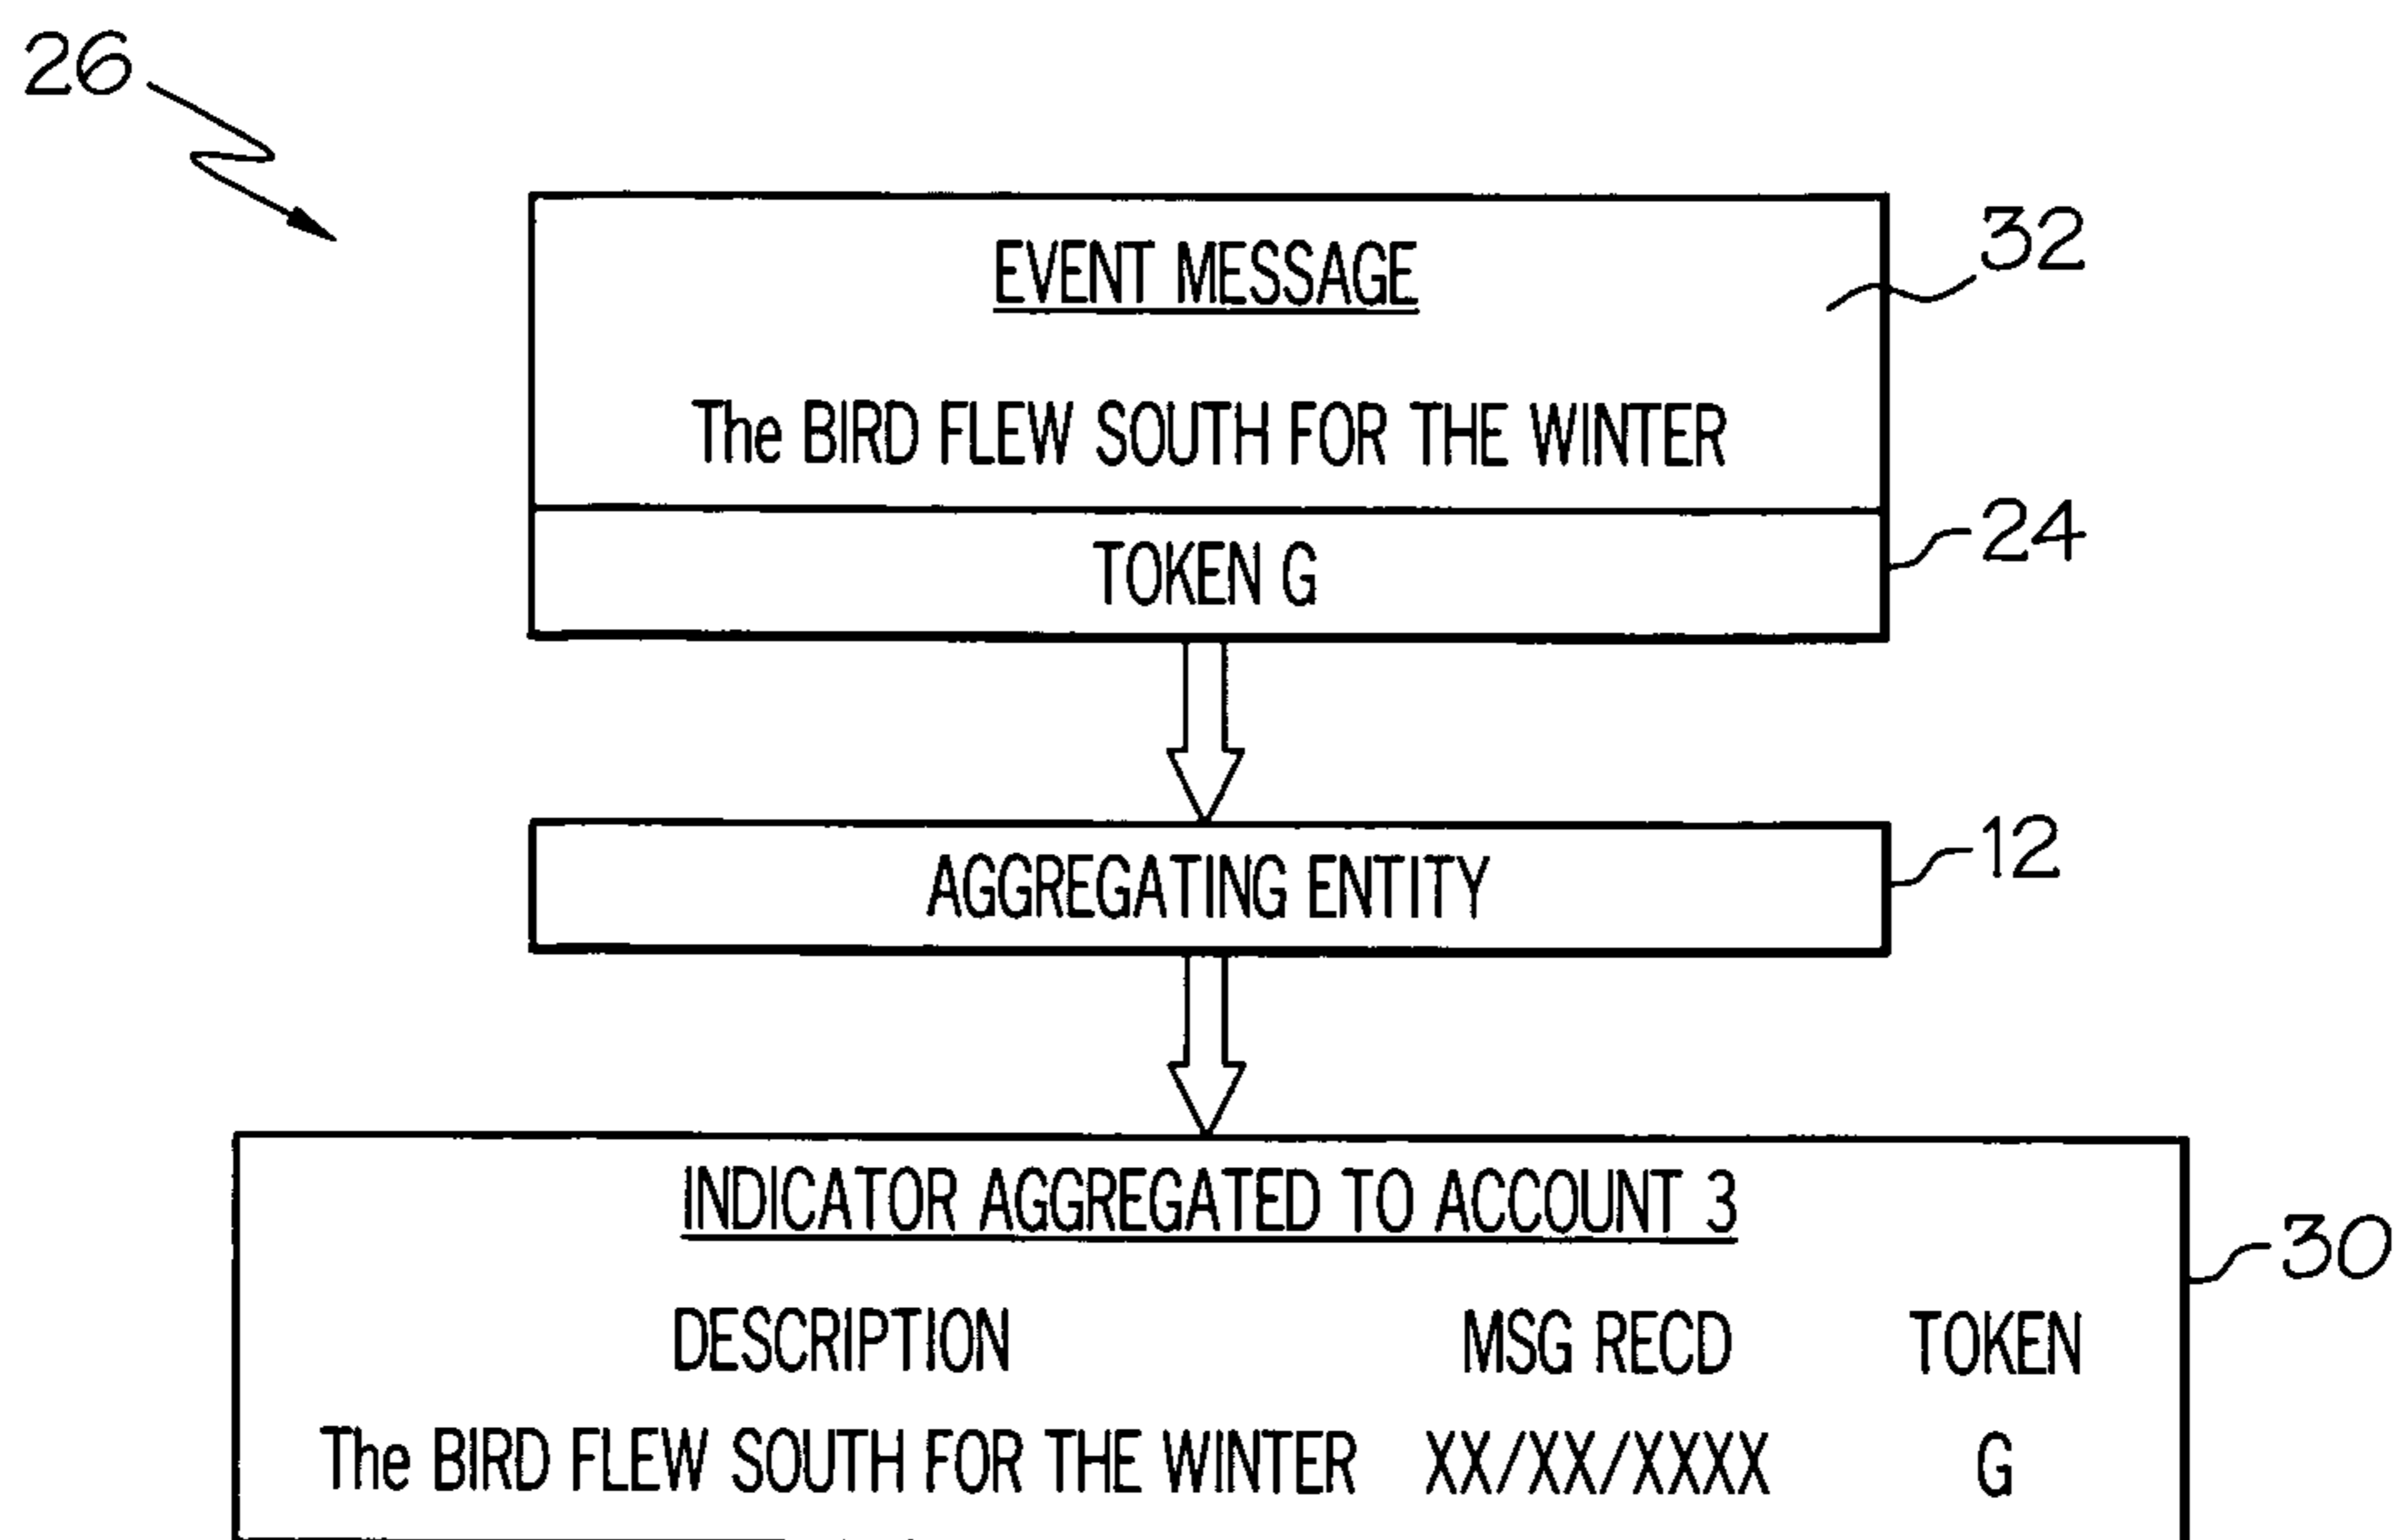 26
EVENT MESSAGE
32
The BIRD FLEW SOUTH FOR THE WINTER
TOKEN G
24
AGGREGATING ENTITY
12
INDICATOR AGGREGATED TO ACCOUNT 3
30
DESCRIPTION MSG RECD TOKEN
The BIRD FLEW SOUTH FOR THE WINTER XX/XX/XXXX G